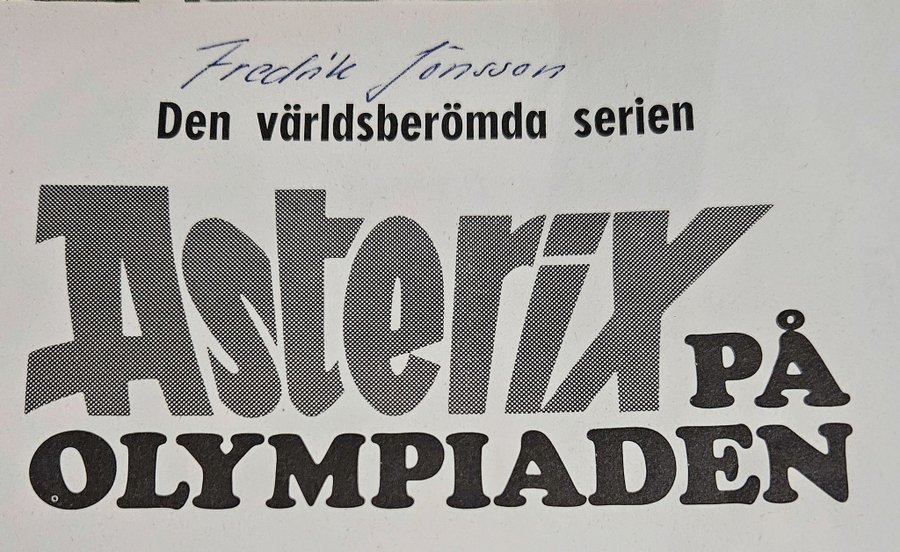 Fredrik Jönsson
Den världsberömda serien
Asterix PÅ
OLYMPIADEN